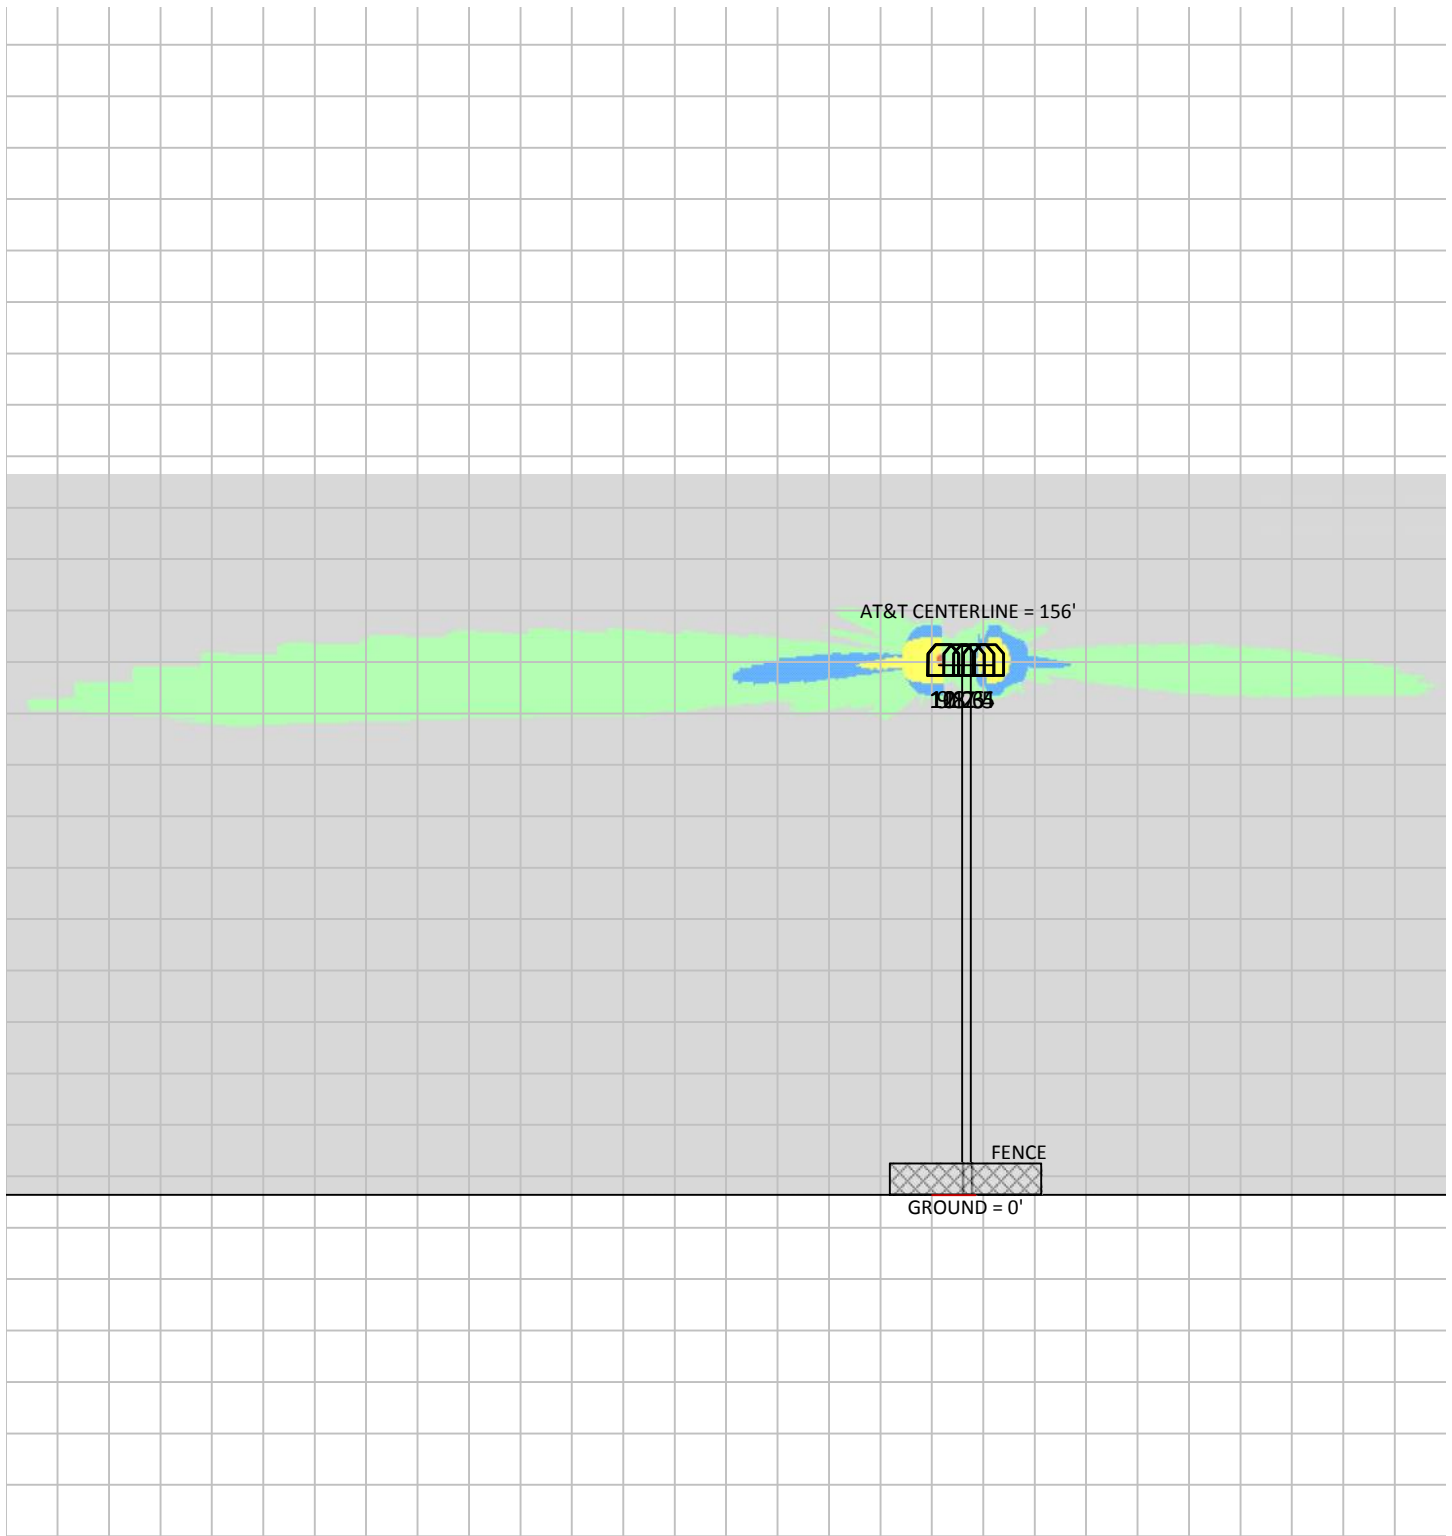 AT&T CENTERLINE = 156'
FENCE
GROUND = 0'